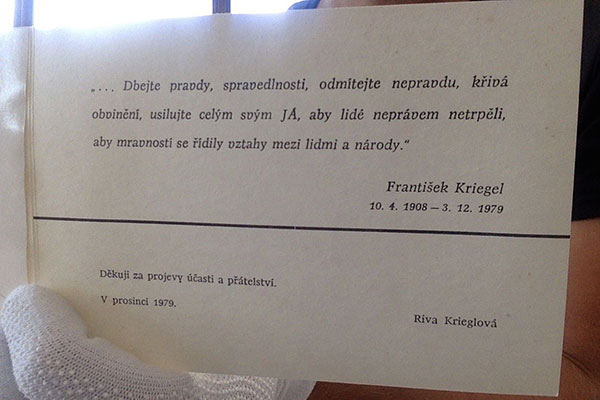 „... Dbejte pravdy, spravedlnosti, odmítejte nepravdu, křivá
obvinění, usilujte celým svým JÁ, aby lidé neprávem netrpěli,
aby mravností se řídily vztahy mezi lidmi a národy.“
František Kriegel
10. 4. 1908 — 3. 12. 1979
Děkuji za projevy účasti a přátelství.
V prosinci 1979.
Riva Krieglová